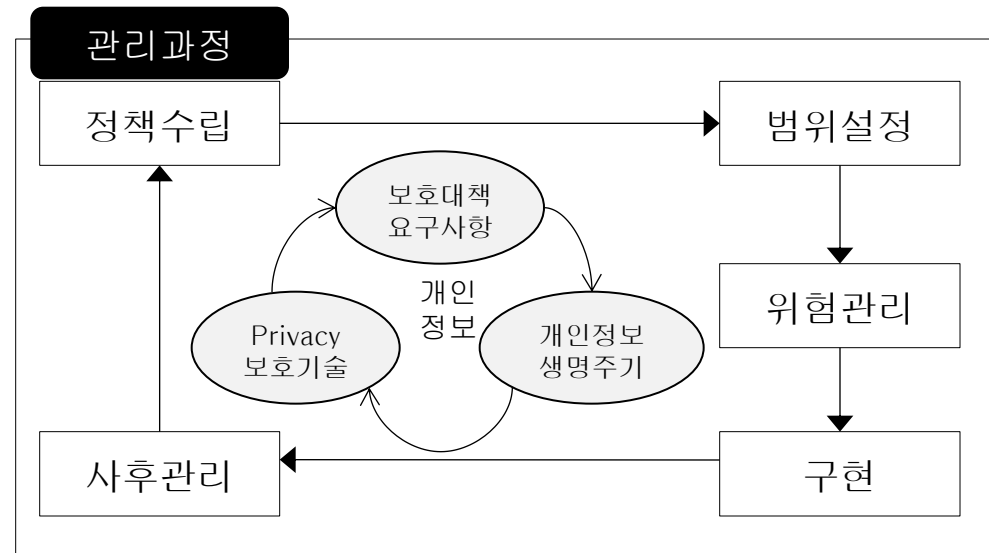 관리과정
정책수립
범위설정
보호대책
요구사항
개인
정보
위험관리
Privacy
보호기술
개인정보
생명주기
사후관리
구현